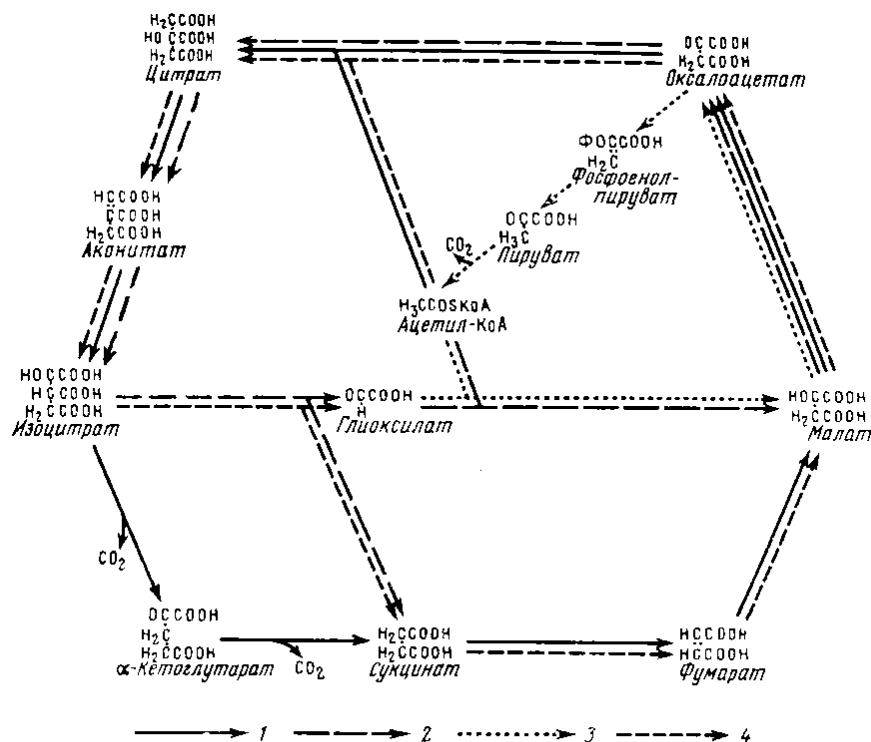 H₂CCOOH
HOCCOOH
H₂CCOOH
Цитрат
OCCOOH
H₂CCOOH
Оксалоацетат
ФОССООН
H₂C
Фосфоенол-
пируват
OCCOOH
H₃C
Пируват
CO₂
HCCOOH
CCOOH
H₂CCOOH
Аконитат
H₃CCOSKoA
Ацетил-КоА
HOCCOOH
HCCOOH
H₂CCOOH
Изоцитрат
OCCOOH
H
Глиоксилат
HOCCOOH
H₂CCOOH
Малат
CO₂
OCCOOH
H₂C
H₂CCOOH
α-Кетоглутарат
CO₂
H₂CCOOH
H₂CCOOH
Сукцинат
HCCOOH
HCCOOH
Фумарат
1 2 3 4